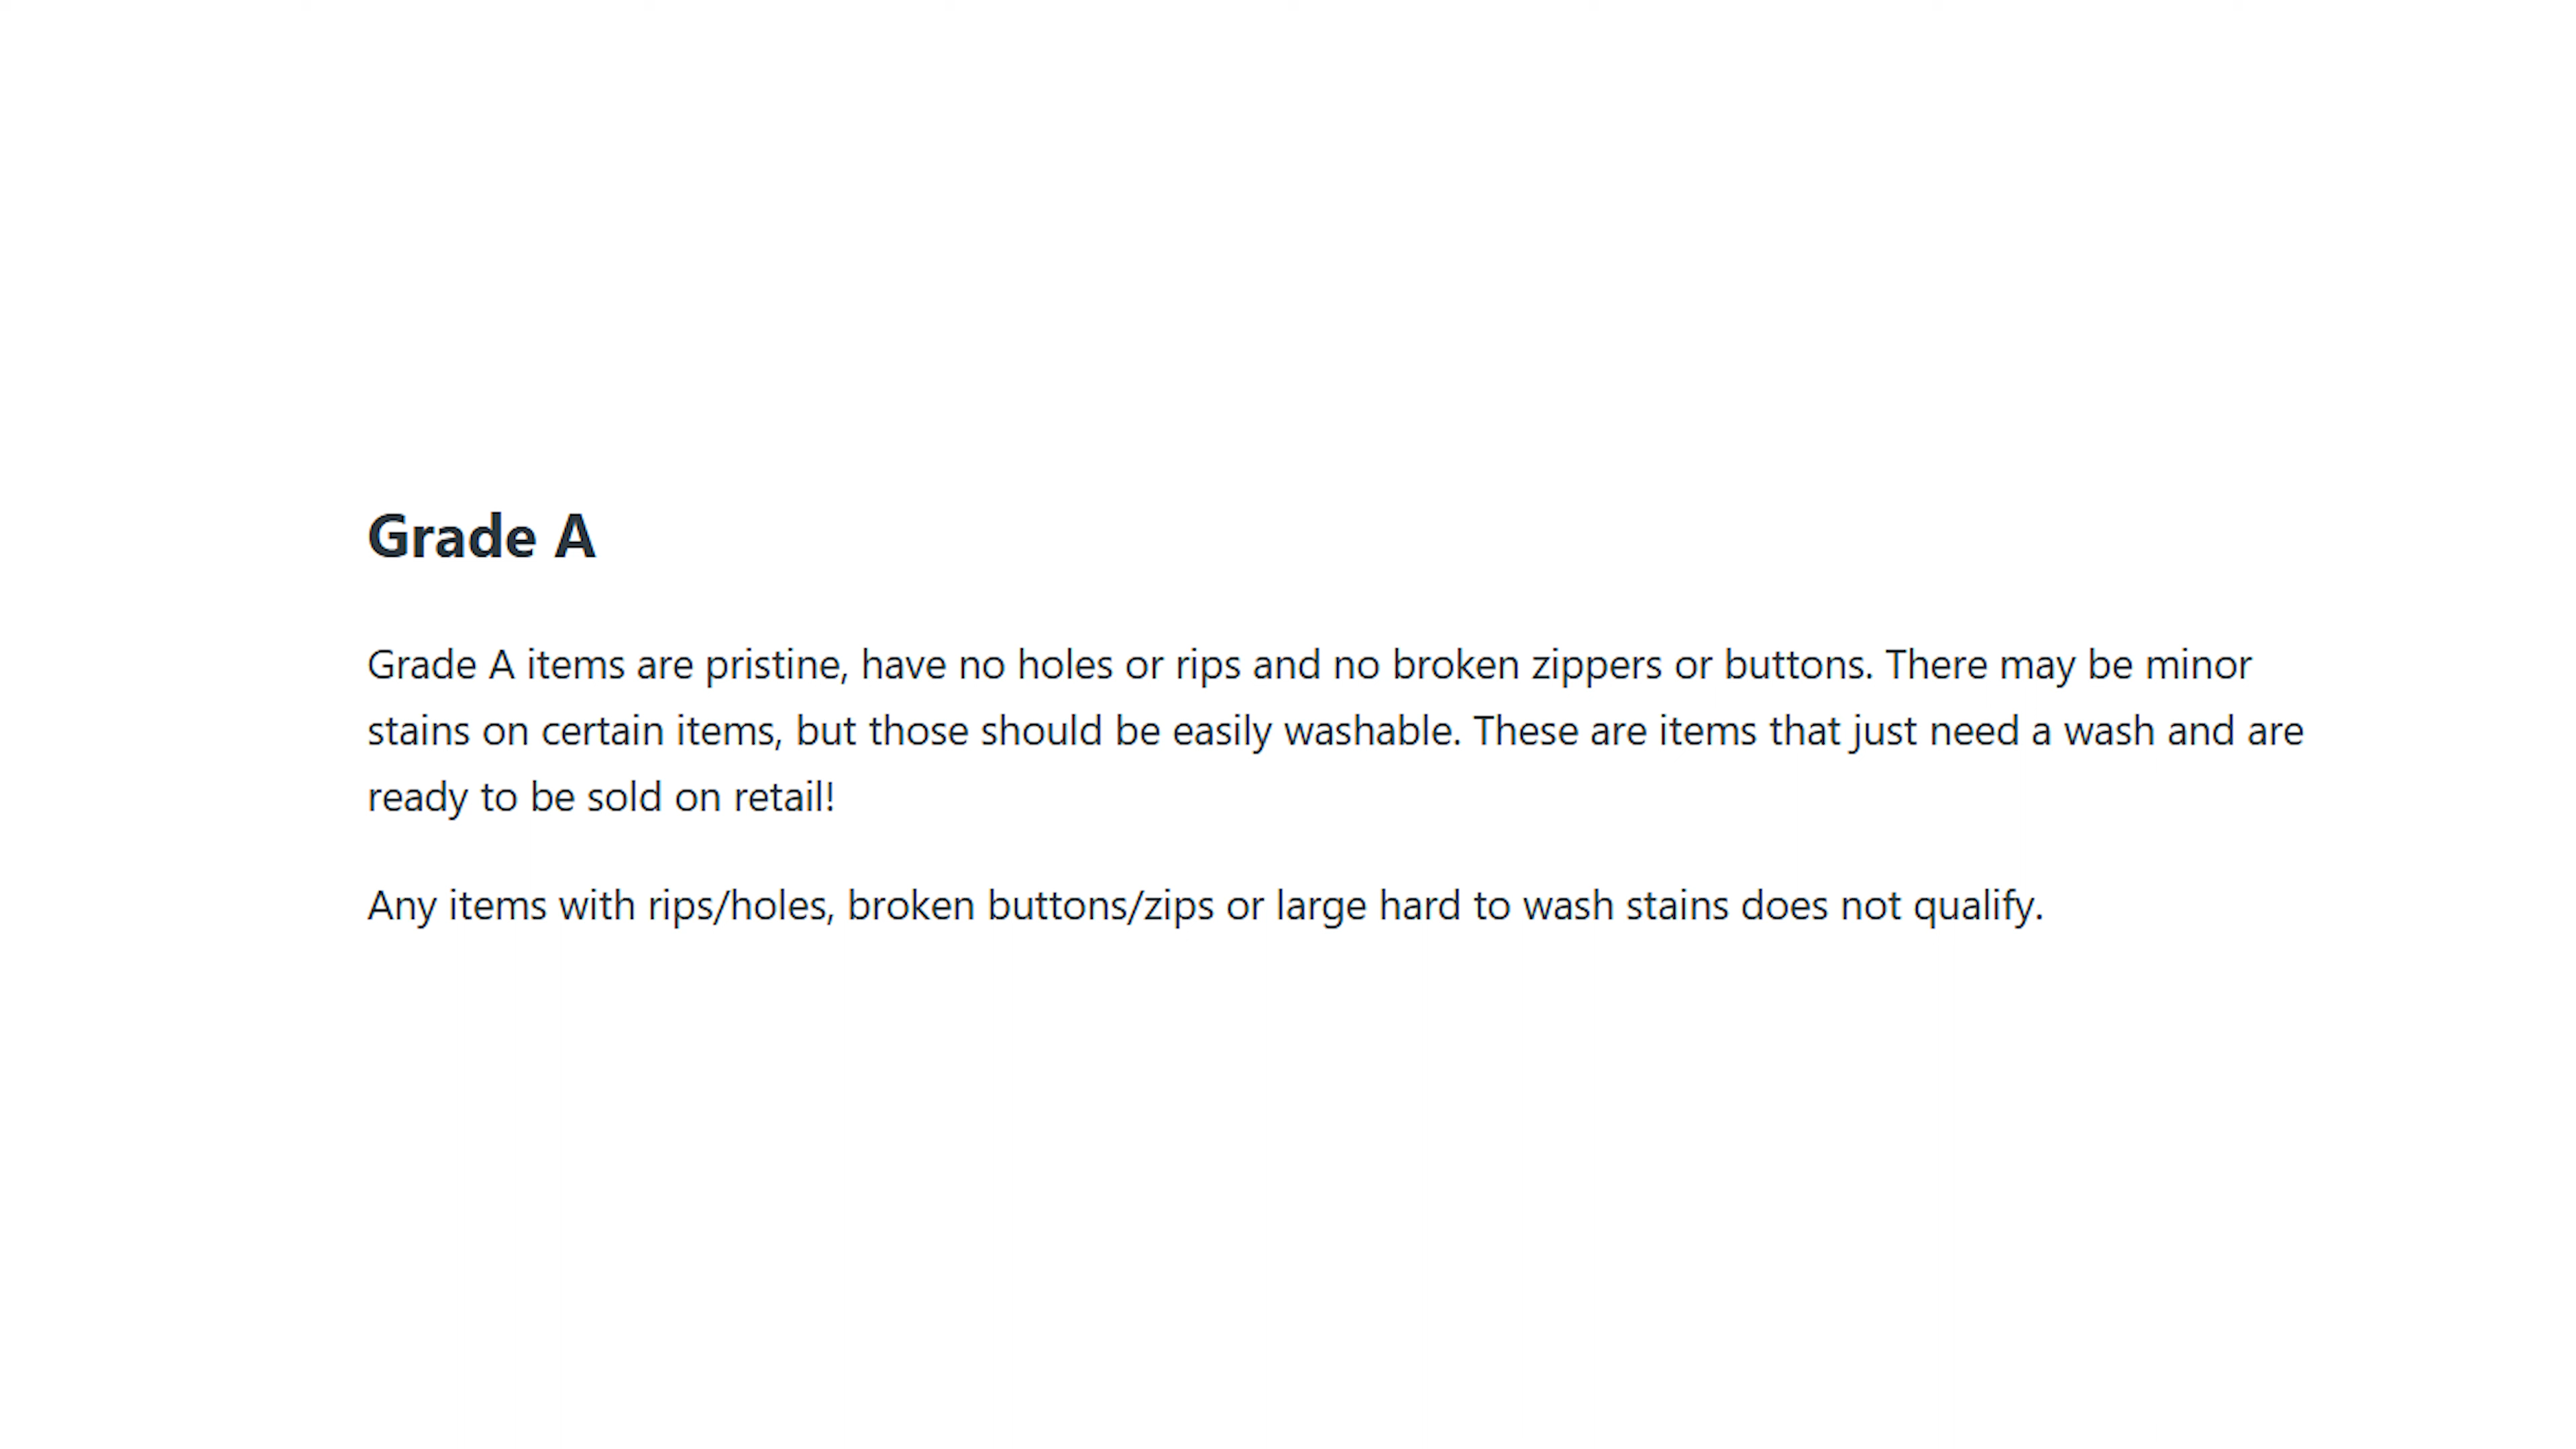 Grade A
Grade A items are pristine, have no holes or rips and no broken zippers or buttons. There may be minor
stains on certain items, but those should be easily washable. These are items that just need a wash and are
ready to be sold on retail!
Any items with rips/holes, broken buttons/zips or large hard to wash stains does not qualify.